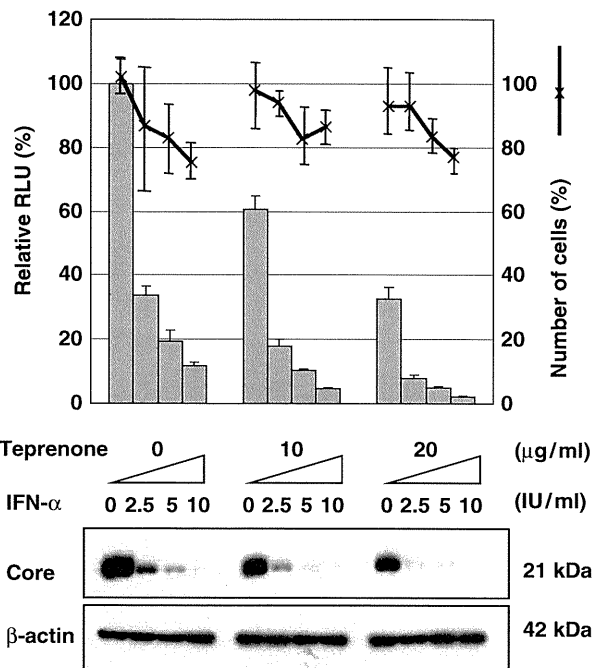 120
100
80
60
40
20
0
Relative RLU (%)
100
80
60
40
20
0
Number of cells (%)
Teprenone 0 10 20 (μg/ml)
IFN-α 0 2.5 5 10 0 2.5 5 10 0 2.5 5 10 (IU/ml)
Core 21 kDa
β-actin 42 kDa